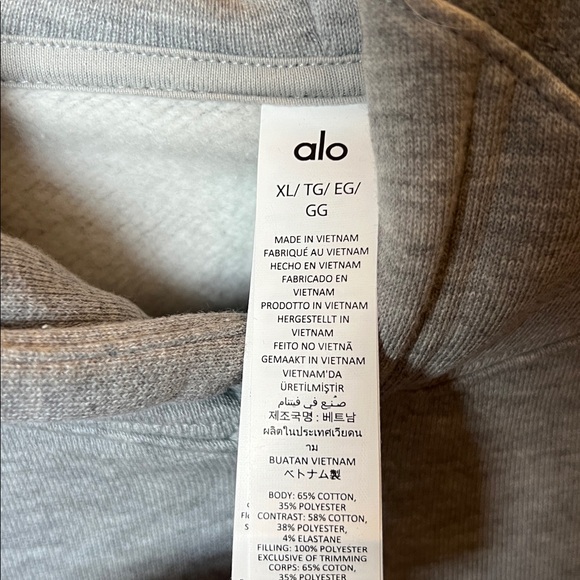 alo
XL/ TG/ EG/
GG
MADE IN VIETNAM
FABRIQUÉ AU VIETNAM
HECHO EN VIETNAM
FABRICADO EN
VIETNAM
PRODOTTO IN VIETNAM
HERGESTELLT IN
VIETNAM
FEITO NO VIETNÃ
GEMAAKT IN VIETNAM
VIETNAM'DA
ÜRETİLMİŞTİR
صُنِع في فيتنام
제조국명 : 베트남
ผลิตในประเทศเวียดน
าม
BUATAN VIETNAM
ベトナム製
BODY: 65% COTTON,
35% POLYESTER
CONTRAST: 58% COTTON,
38% POLYESTER,
4% ELASTANE
FILLING: 100% POLYESTER
EXCLUSIVE OF TRIMMING
CORPS: 65% COTON,
35% POLYESTER